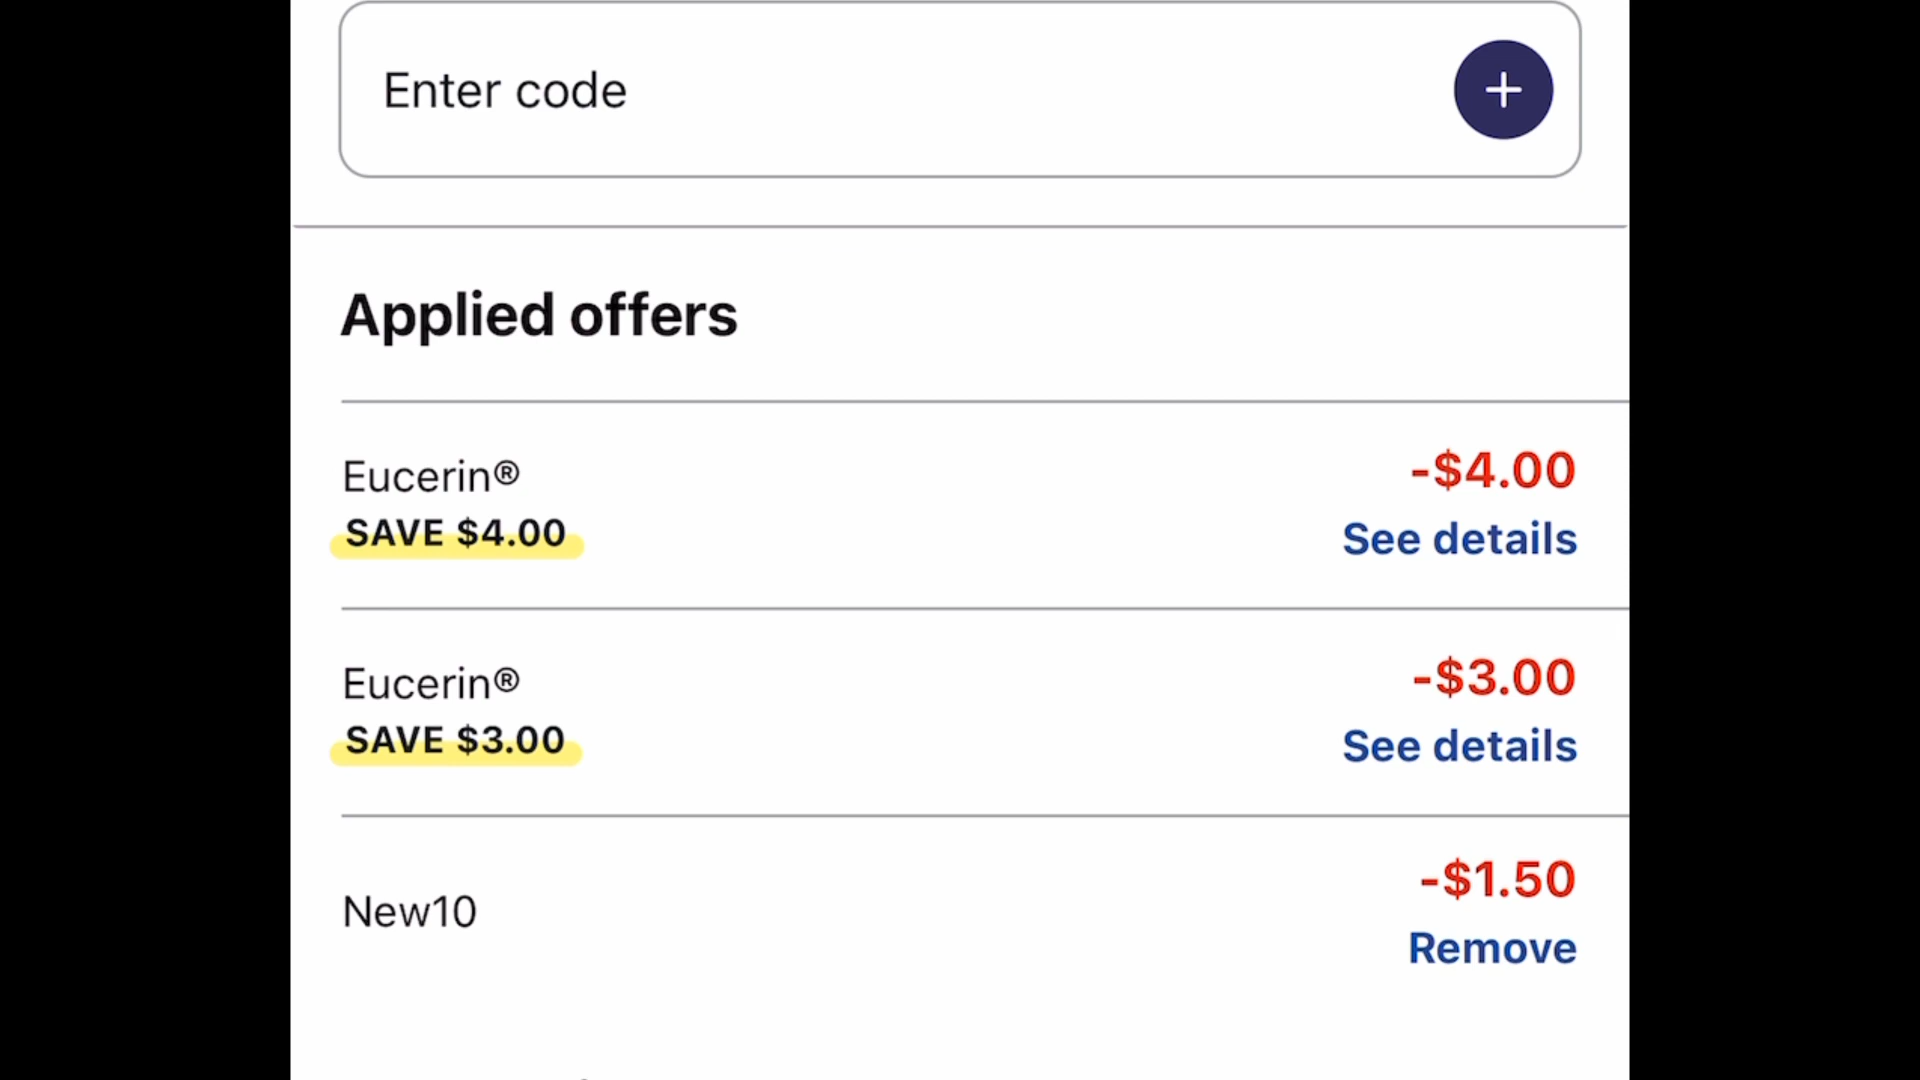 Enter code
Applied offers
Eucerin®
-$4.00
SAVE $4.00
See details
Eucerin®
-$3.00
SAVE $3.00
See details
New10
-$1.50
Remove